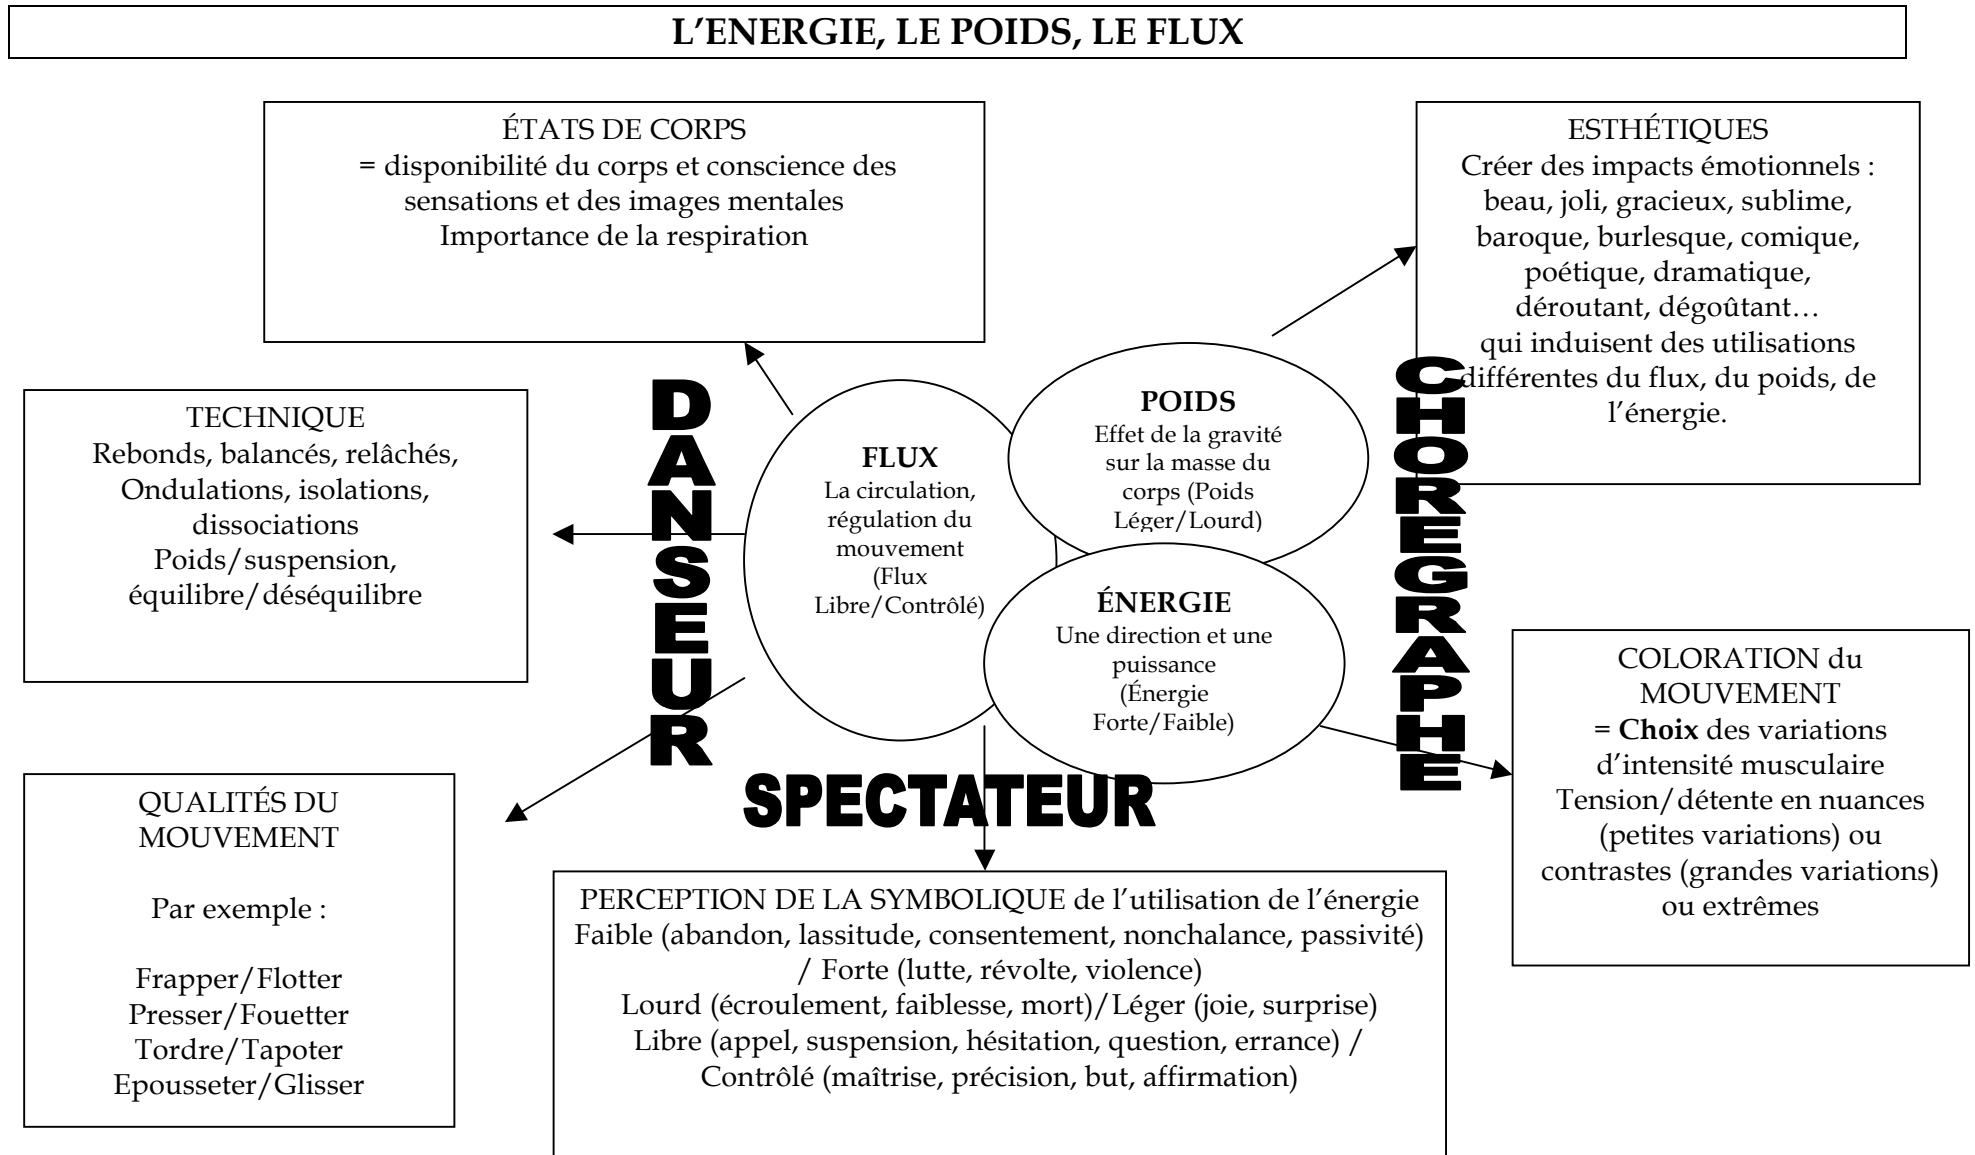 L’ENERGIE, LE POIDS, LE FLUX
ÉTATS DE CORPS
= disponibilité du corps et conscience des
sensations et des images mentales
Importance de la respiration
ESTHÉTIQUES
Créer des impacts émotionnels :
beau, joli, gracieux, sublime,
baroque, burlesque, comique,
poétique, dramatique,
déroutant, dégoûtant…
qui induisent des utilisations
différentes du flux, du poids, de
l’énergie.
TECHNIQUE
Rebonds, balancés, relâchés,
Ondulations, isolations,
dissociations
Poids/suspension,
équilibre/déséquilibre
DANSEUR
FLUX
La circulation,
régulation du
mouvement
(Flux
Libre/Contrôlé)
POIDS
Effet de la gravité
sur la masse du
corps (Poids
Léger/Lourd)
ÉNERGIE
Une direction et une
puissance
(Énergie
Forte/Faible)
CHOREGRAPHE
COLORATION du
MOUVEMENT
= Choix des variations
d’intensité musculaire
Tension/détente en nuances
(petites variations) ou
contrastes (grandes variations)
ou extrêmes
QUALITÉS DU
MOUVEMENT
Par exemple :
Frapper/Flotter
Presser/Fouetter
Tordre/Tapoter
Epousseter/Glisser
SPECTATEUR
PERCEPTION DE LA SYMBOLIQUE de l’utilisation de l’énergie
Faible (abandon, lassitude, consentement, nonchalance, passivité)
/ Forte (lutte, révolte, violence)
Lourd (écroulement, faiblesse, mort)/Léger (joie, surprise)
Libre (appel, suspension, hésitation, question, errance) /
Contrôlé (maîtrise, précision, but, affirmation)